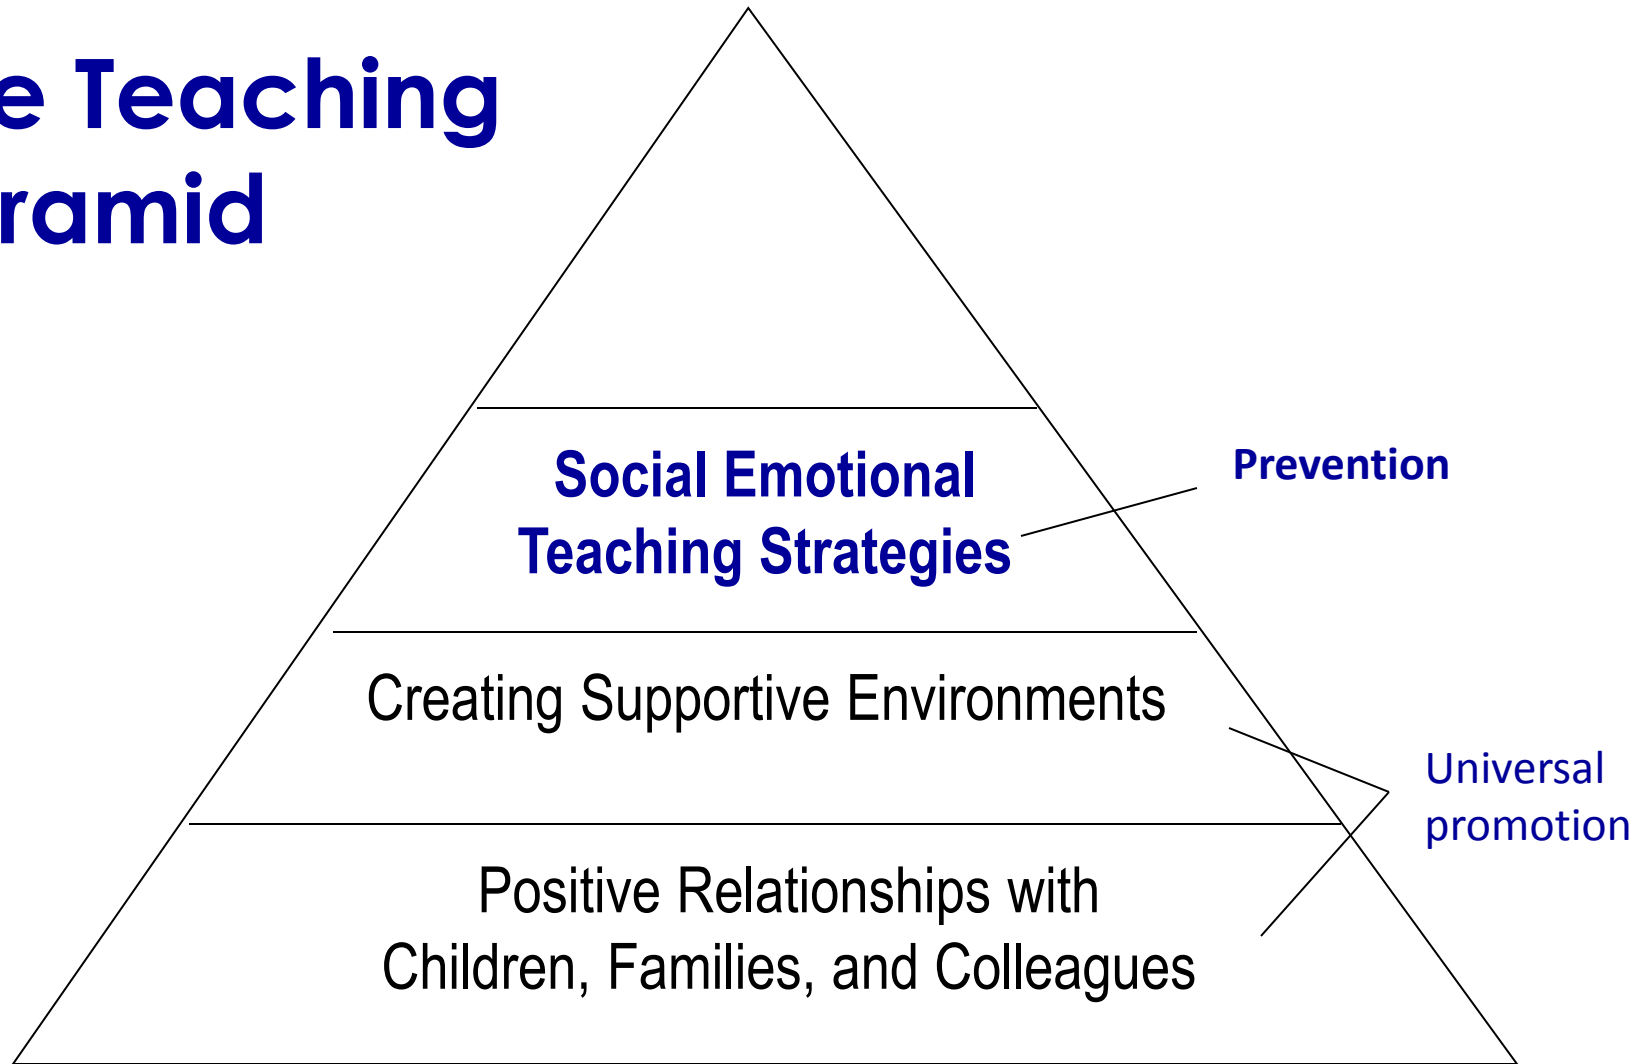 e Teaching
ramid
Social Emotional
Teaching Strategies
Prevention
Creating Supportive Environments
Universal
promotion
Positive Relationships with
Children, Families, and Colleagues